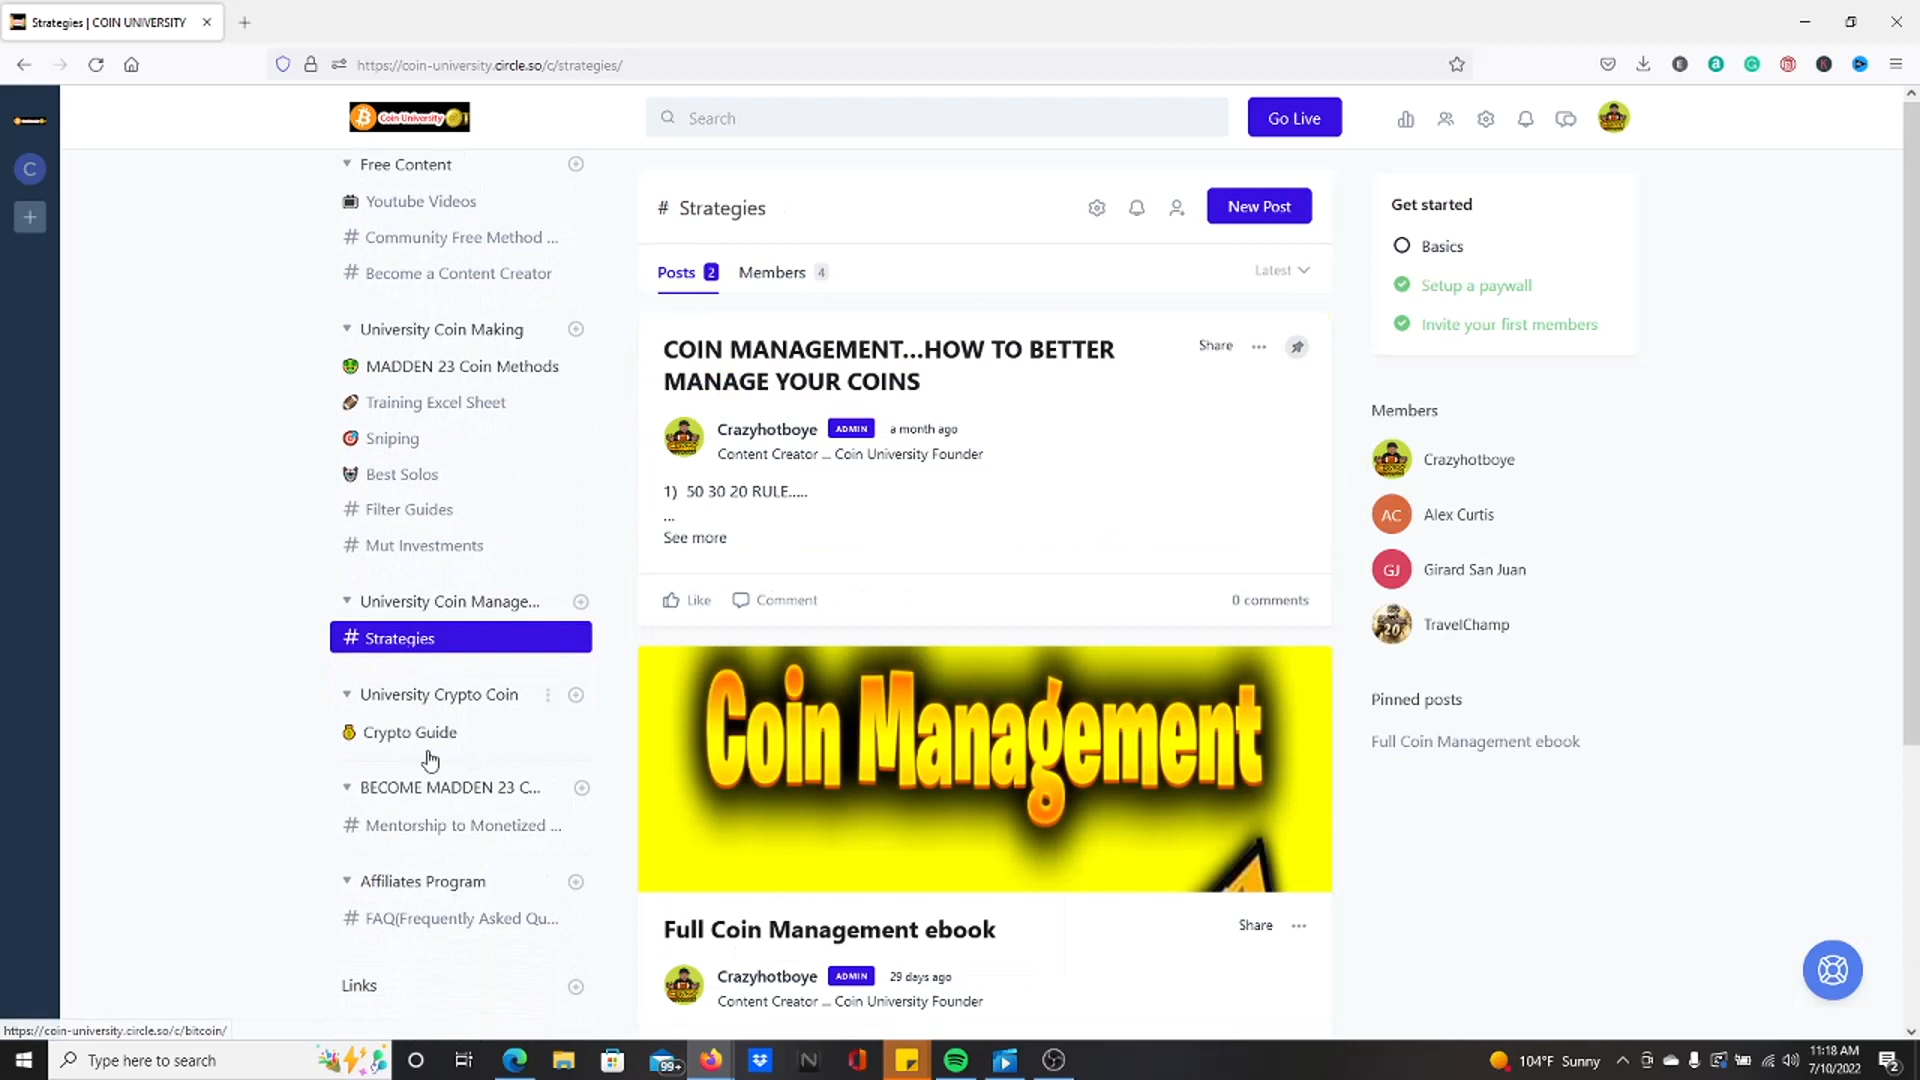 Strategies | COIN UNIVERSITY
https://coin-university.circle.so/c/strategies/
Coin University
Search
Go Live
C
Free Content
Youtube Videos
# Community Free Method ...
# Become a Content Creator
University Coin Making
MADDEN 23 Coin Methods
Training Excel Sheet
Sniping
Best Solos
# Filter Guides
# Mut Investments
University Coin Manage...
# Strategies
University Crypto Coin
Crypto Guide
BECOME MADDEN 23 C...
# Mentorship to Monetized ...
Affiliates Program
# FAQ(Frequently Asked Qu...
Links
# Strategies
New Post
Posts 2 Members 4
Latest
COIN MANAGEMENT...HOW TO BETTER
MANAGE YOUR COINS
Share ...
Crazyhotboye ADMIN a month ago
Content Creator ... Coin University Founder
1) 50 30 20 RULE.....
...
See more
Like Comment 0 comments
Coin Management
Full Coin Management ebook
Share ...
Crazyhotboye ADMIN 29 days ago
Content Creator ... Coin University Founder
Get started
Basics
Setup a paywall
Invite your first members
Members
Crazyhotboye
AC Alex Curtis
GJ Girard San Juan
20 TravelChamp
Pinned posts
Full Coin Management ebook
https://coin-university.circle.so/c/bitcoin/
Type here to search
99+
104°F Sunny
11:18 AM
7/10/2022
2